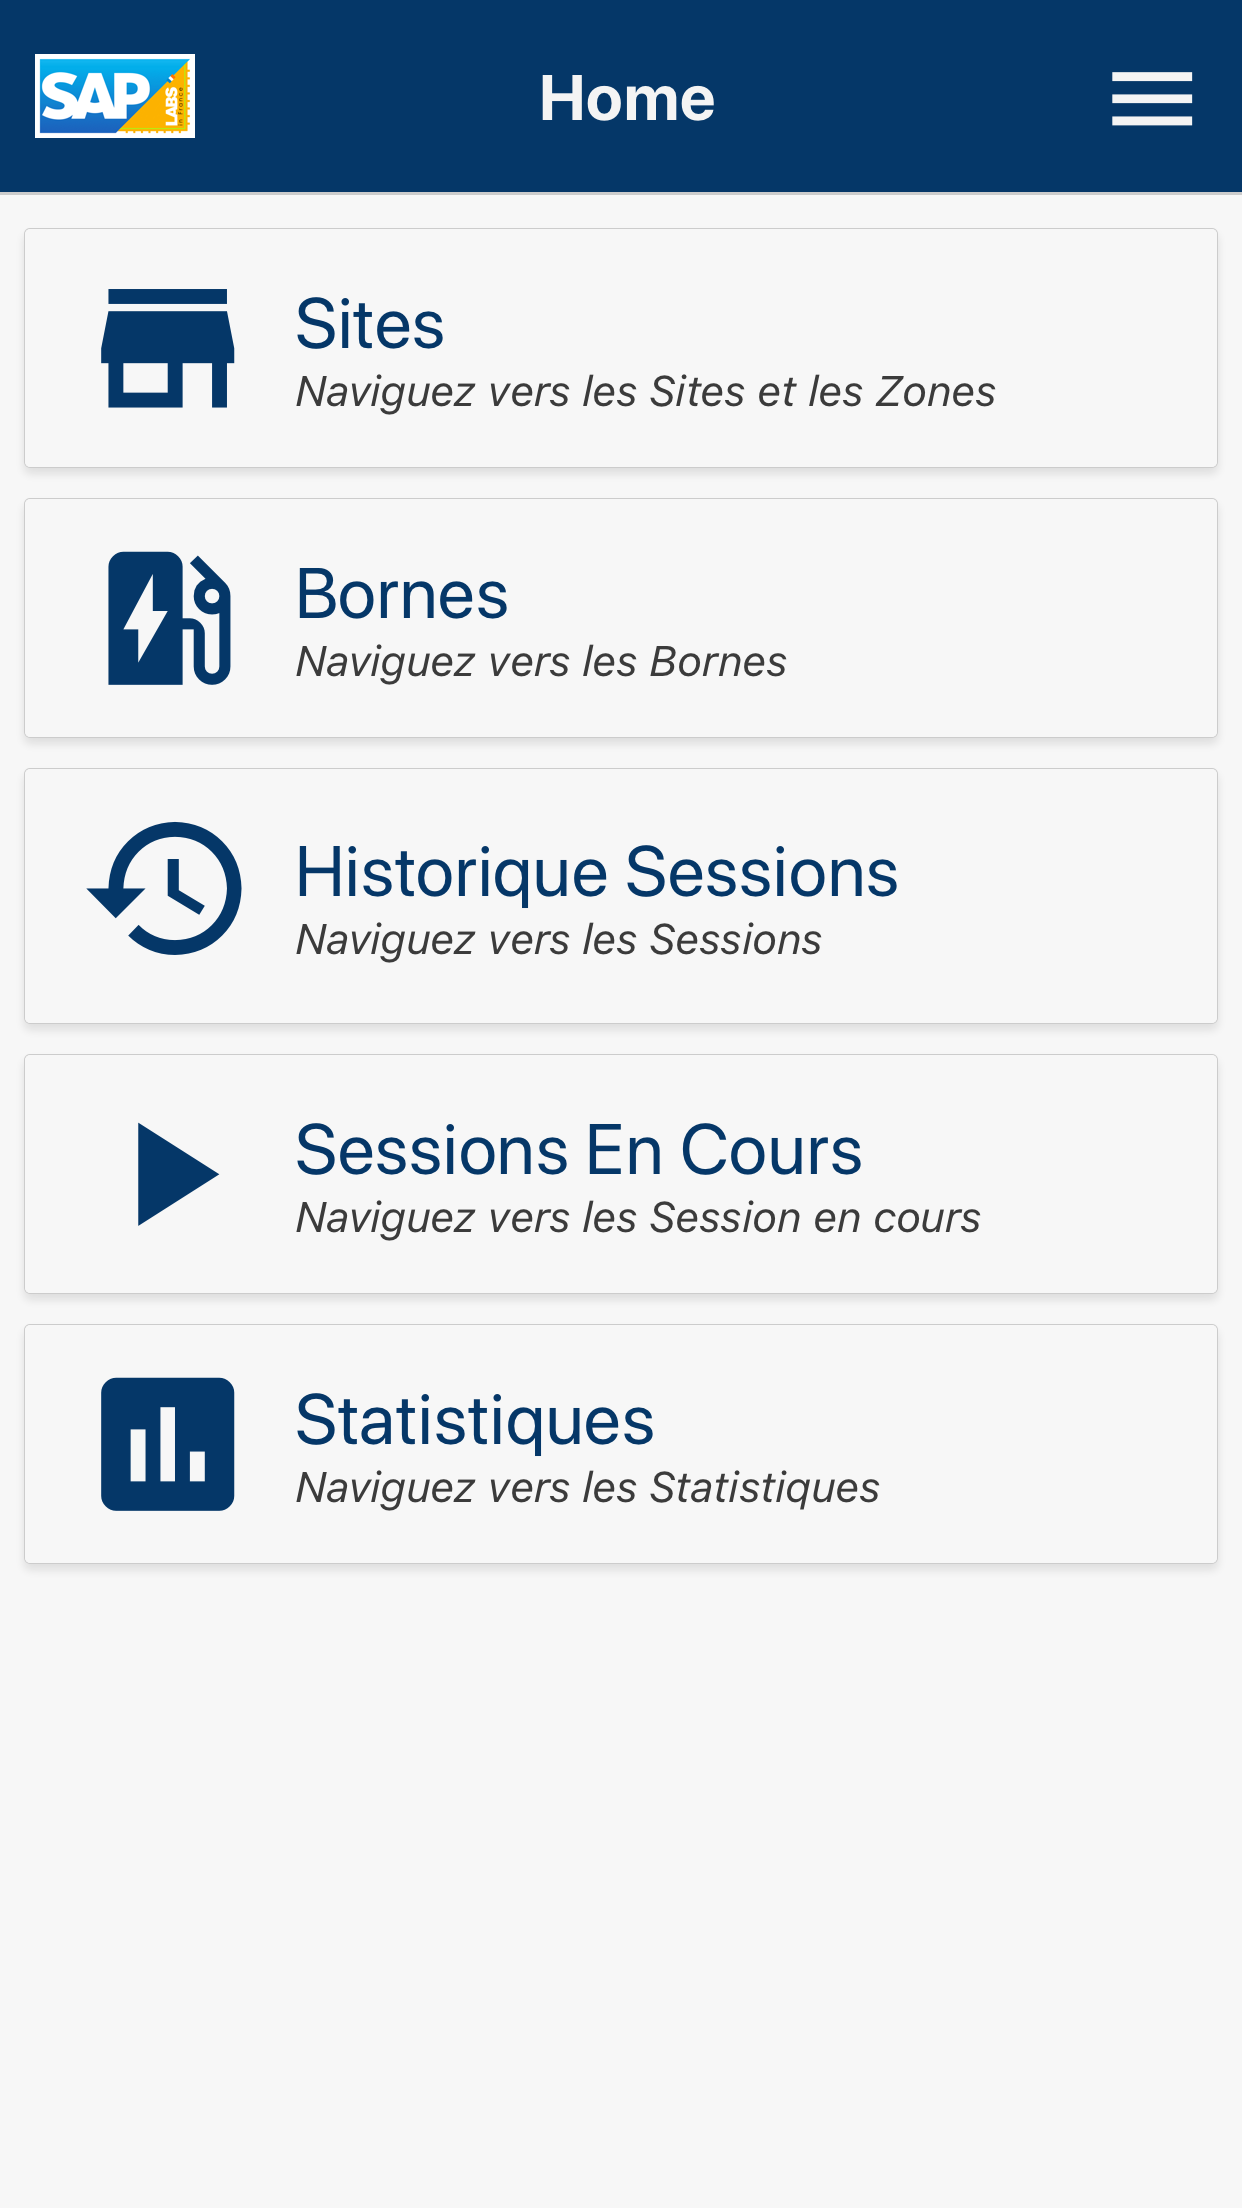 SAP
LABS
Home
Sites
Naviguez vers les Sites et les Zones
Bornes
Naviguez vers les Bornes
Historique Sessions
Naviguez vers les Sessions
Sessions En Cours
Naviguez vers les Session en cours
Statistiques
Naviguez vers les Statistiques